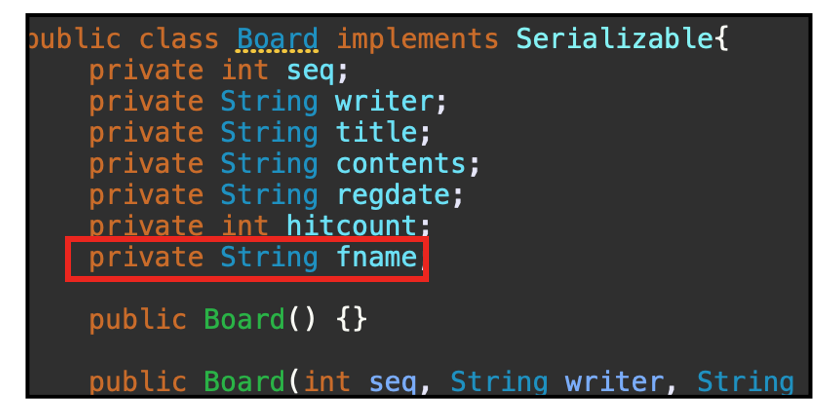 public class Board implements Serializable{
private int seq;
private String writer;
private String title;
private String contents;
private String regdate;
private int hitcount;
private String fname;
public Board() {}
public Board(int seq, String writer, String